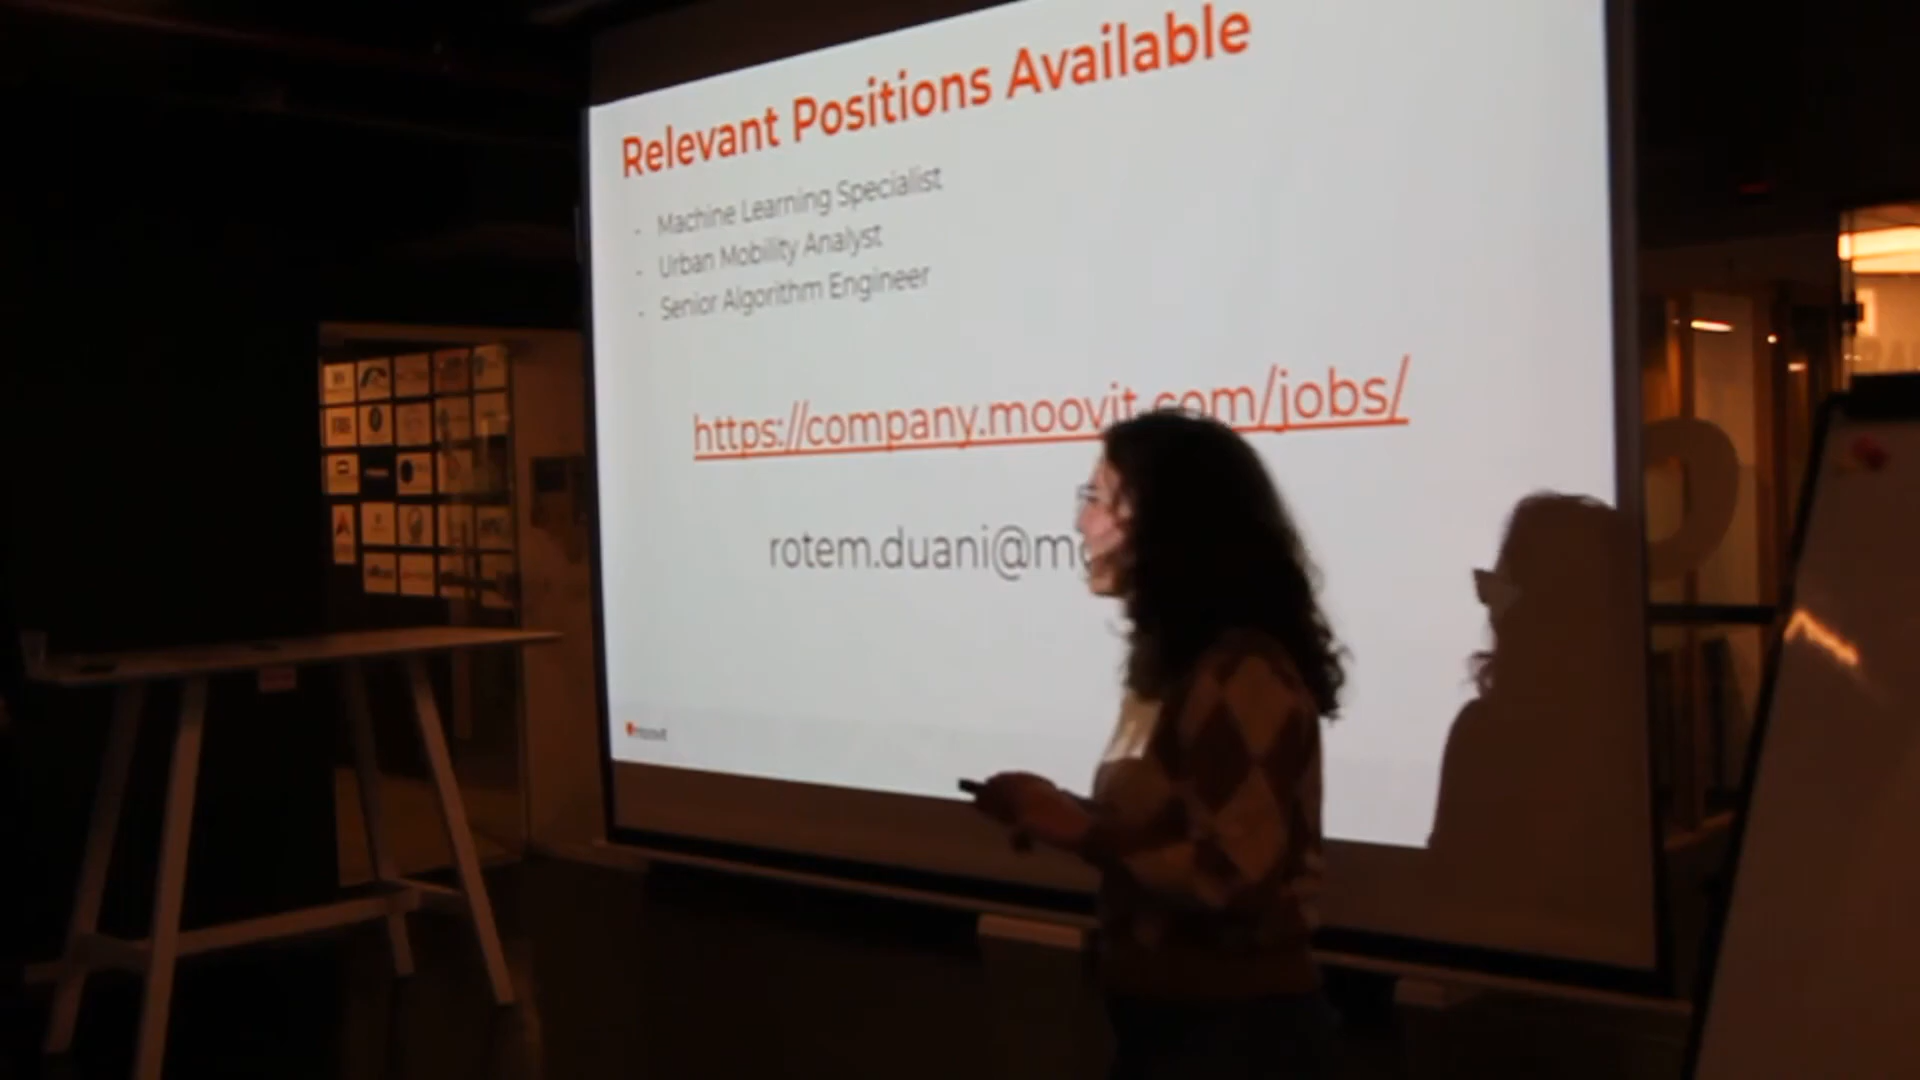 Relevant Positions Available
- Machine Learning Specialist
- Urban Mobility Analyst
- Senior Algorithm Engineer
https://company.moovit.com/jobs/
rotem.duani@mo
moovit